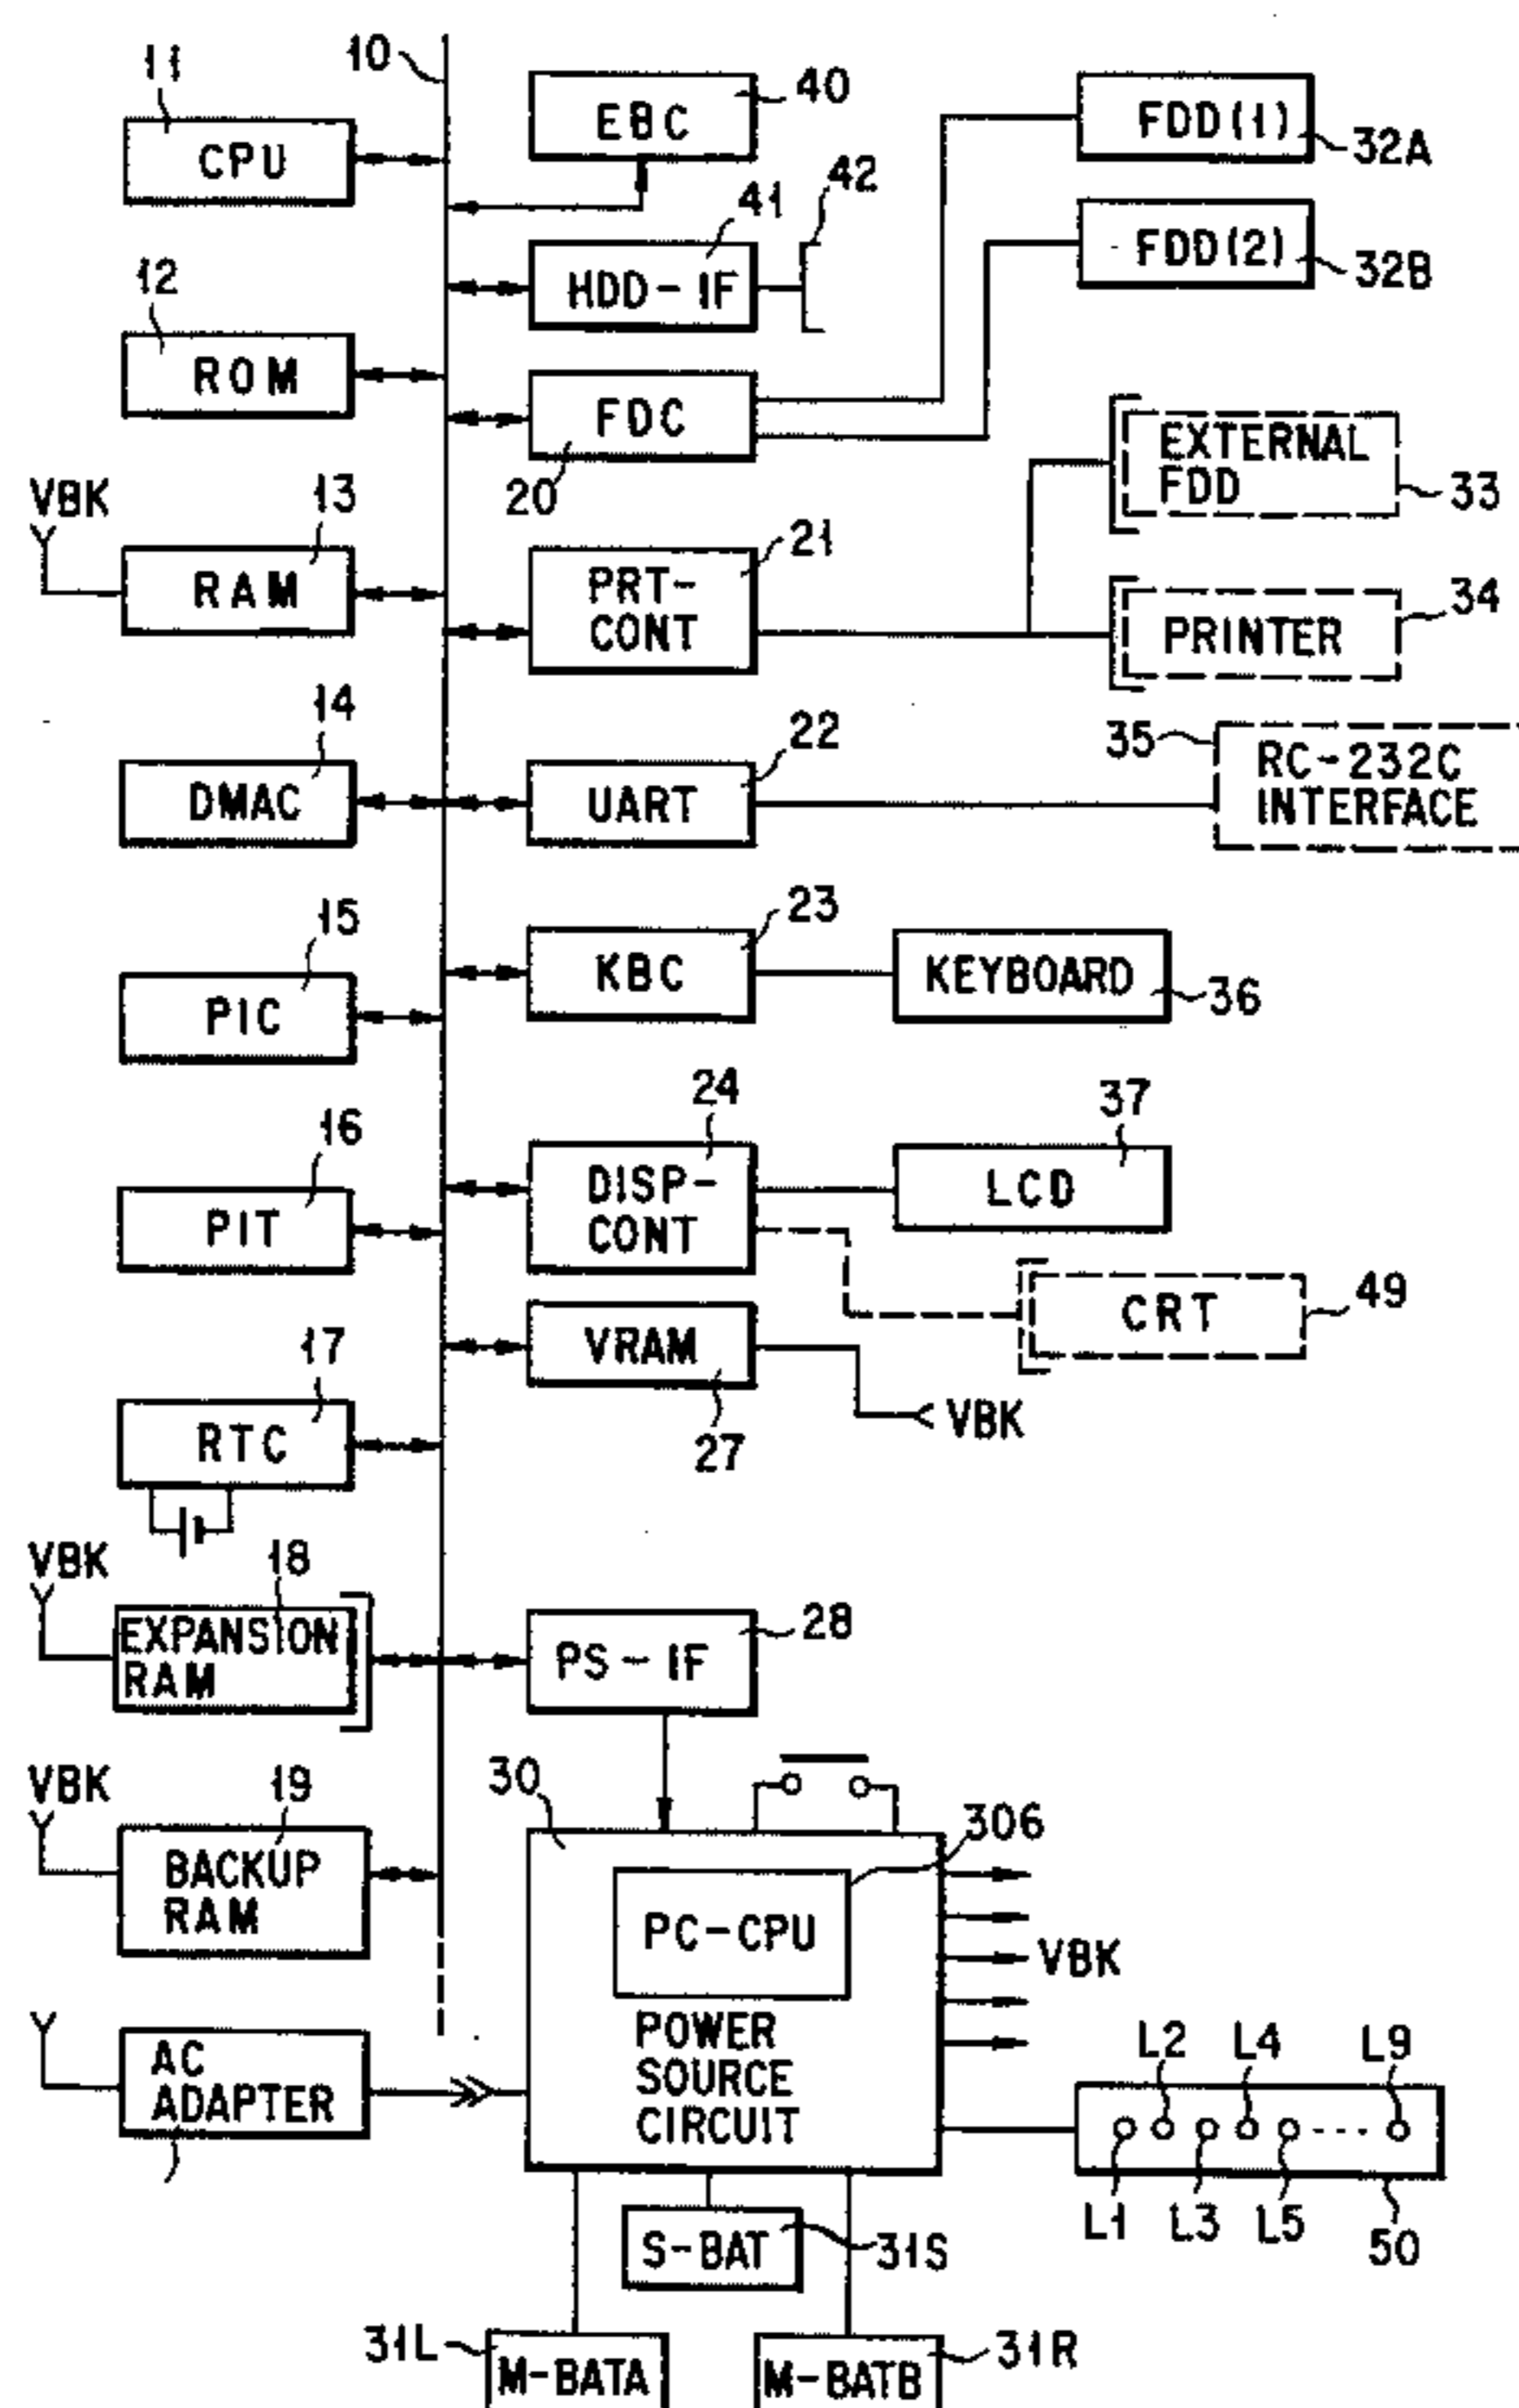 11
10
EBC
40
FDD(1)
32A
CPU
41
42
FDD(2)
32B
12
HDD-IF
ROM
FDC
20
EXTERNAL
FDD
33
VBK
13
21
RAM
PRT-
CONT
PRINTER
34
14
22
35
RC-232C
INTERFACE
DMAC
UART
15
23
PIC
KBC
KEYBOARD
36
16
24
37
PIT
DISP-
CONT
LCD
CRT
49
17
VRAM
27
VBK
RTC
VBK
18
EXPANSION
RAM
PS-IF
28
VBK
19
30
306
BACKUP
RAM
PC-CPU
VBK
POWER
SOURCE
CIRCUIT
AC
ADAPTER
L2
L4
L9
L1
L3
L5
50
S-BAT
31S
31L
M-BATA
M-BATB
31R